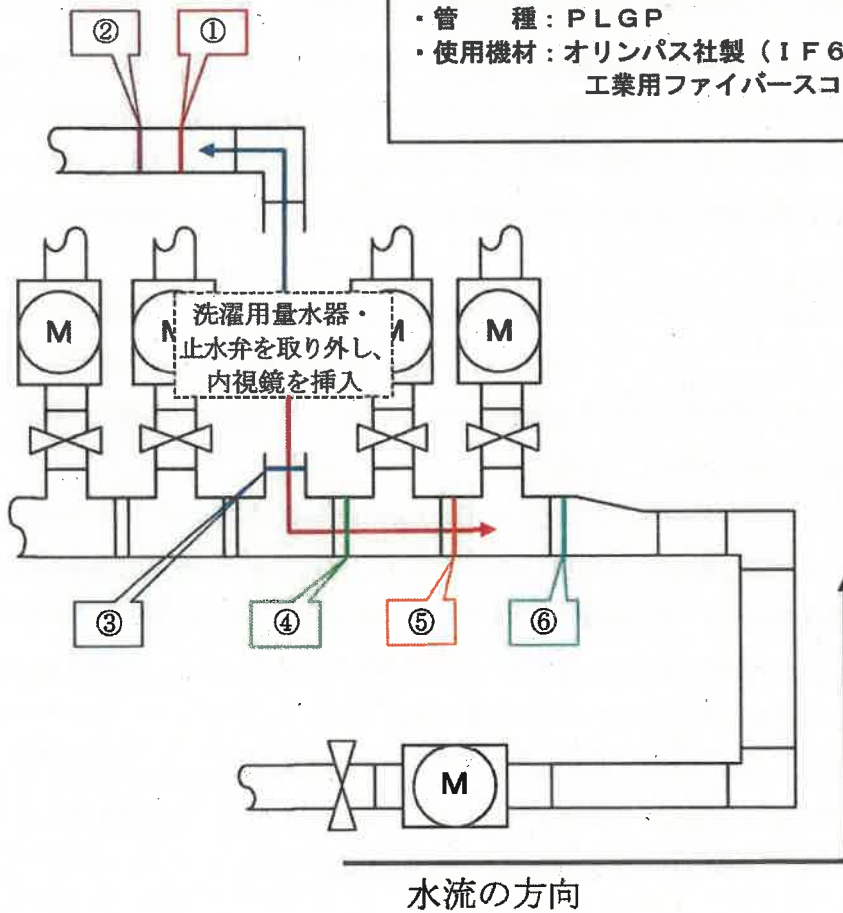 ・管　　種：ＰＬＧＰ
・使用機材：オリンパス社製（ＩＦ６
工業用ファイバースコ
②
①
M
M
M
M
洗濯用量水器・
止水弁を取り外し、
内視鏡を挿入
③
④
⑤
⑥
M
水流の方向